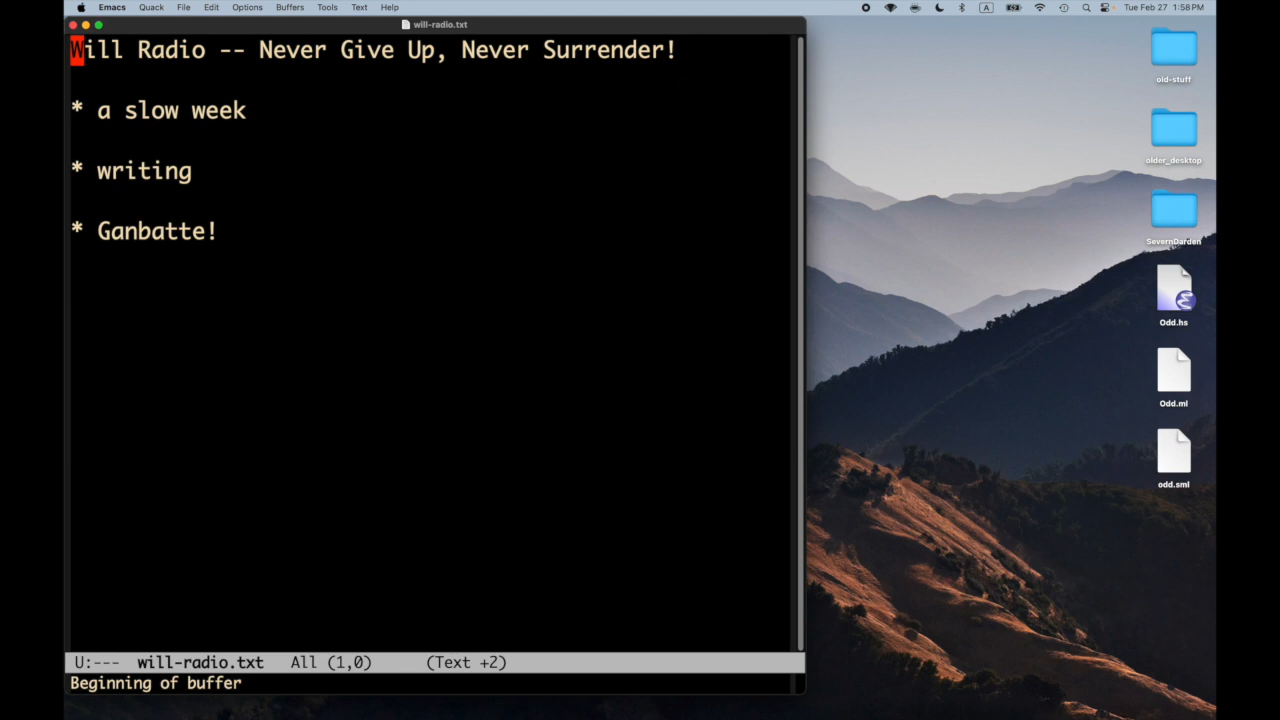 Emacs Quack File Edit Options Buffers Tools Text Help A Tue Feb 27 1:58 PM
will-radio.txt
Will Radio -- Never Give Up, Never Surrender!
* a slow week
* writing
* Ganbatte!
U:--- will-radio.txt All (1,0) (Text +2)
Beginning of buffer
old-stuff
older_desktop
SevernDarden
Odd.hs
Odd.ml
odd.sml